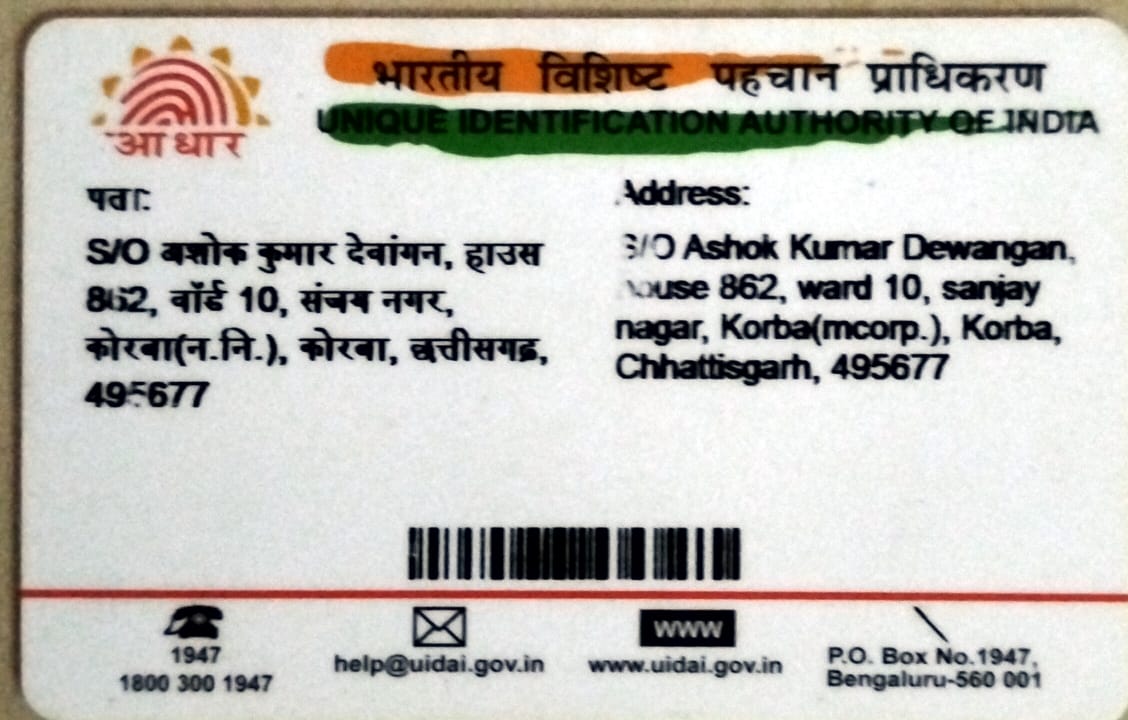 आधार
भारतीय विशिष्ट पहचान प्राधिकरण
UNIQUE IDENTIFICATION AUTHORITY OF INDIA
पता:
S/O अशोक कुमार देवांगन, हाउस
862, वॉर्ड 10, संजय नगर,
कोरबा(न.नि.), कोरबा, छत्तीसगढ़,
495677
Address:
S/O Ashok Kumar Dewangan,
house 862, ward 10, sanjay
nagar, Korba(mcorp.), Korba,
Chhattisgarh, 495677
1947
1800 300 1947
help@uidai.gov.in
www
www.uidai.gov.in
P.O. Box No.1947,
Bengaluru-560 001